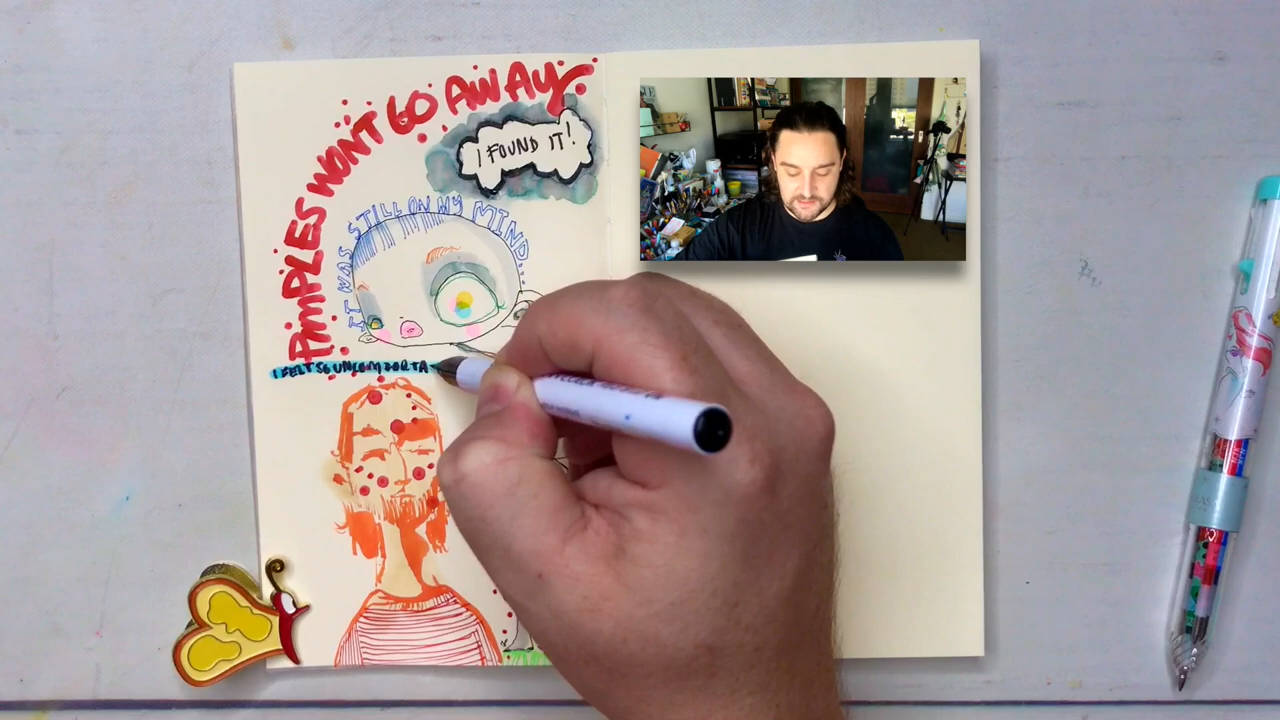 PIMPLES WONT GO AWAY
I FOUND IT!
IT WAS STILL ON MY MIND...
I FELT SO UNCOMFORTA